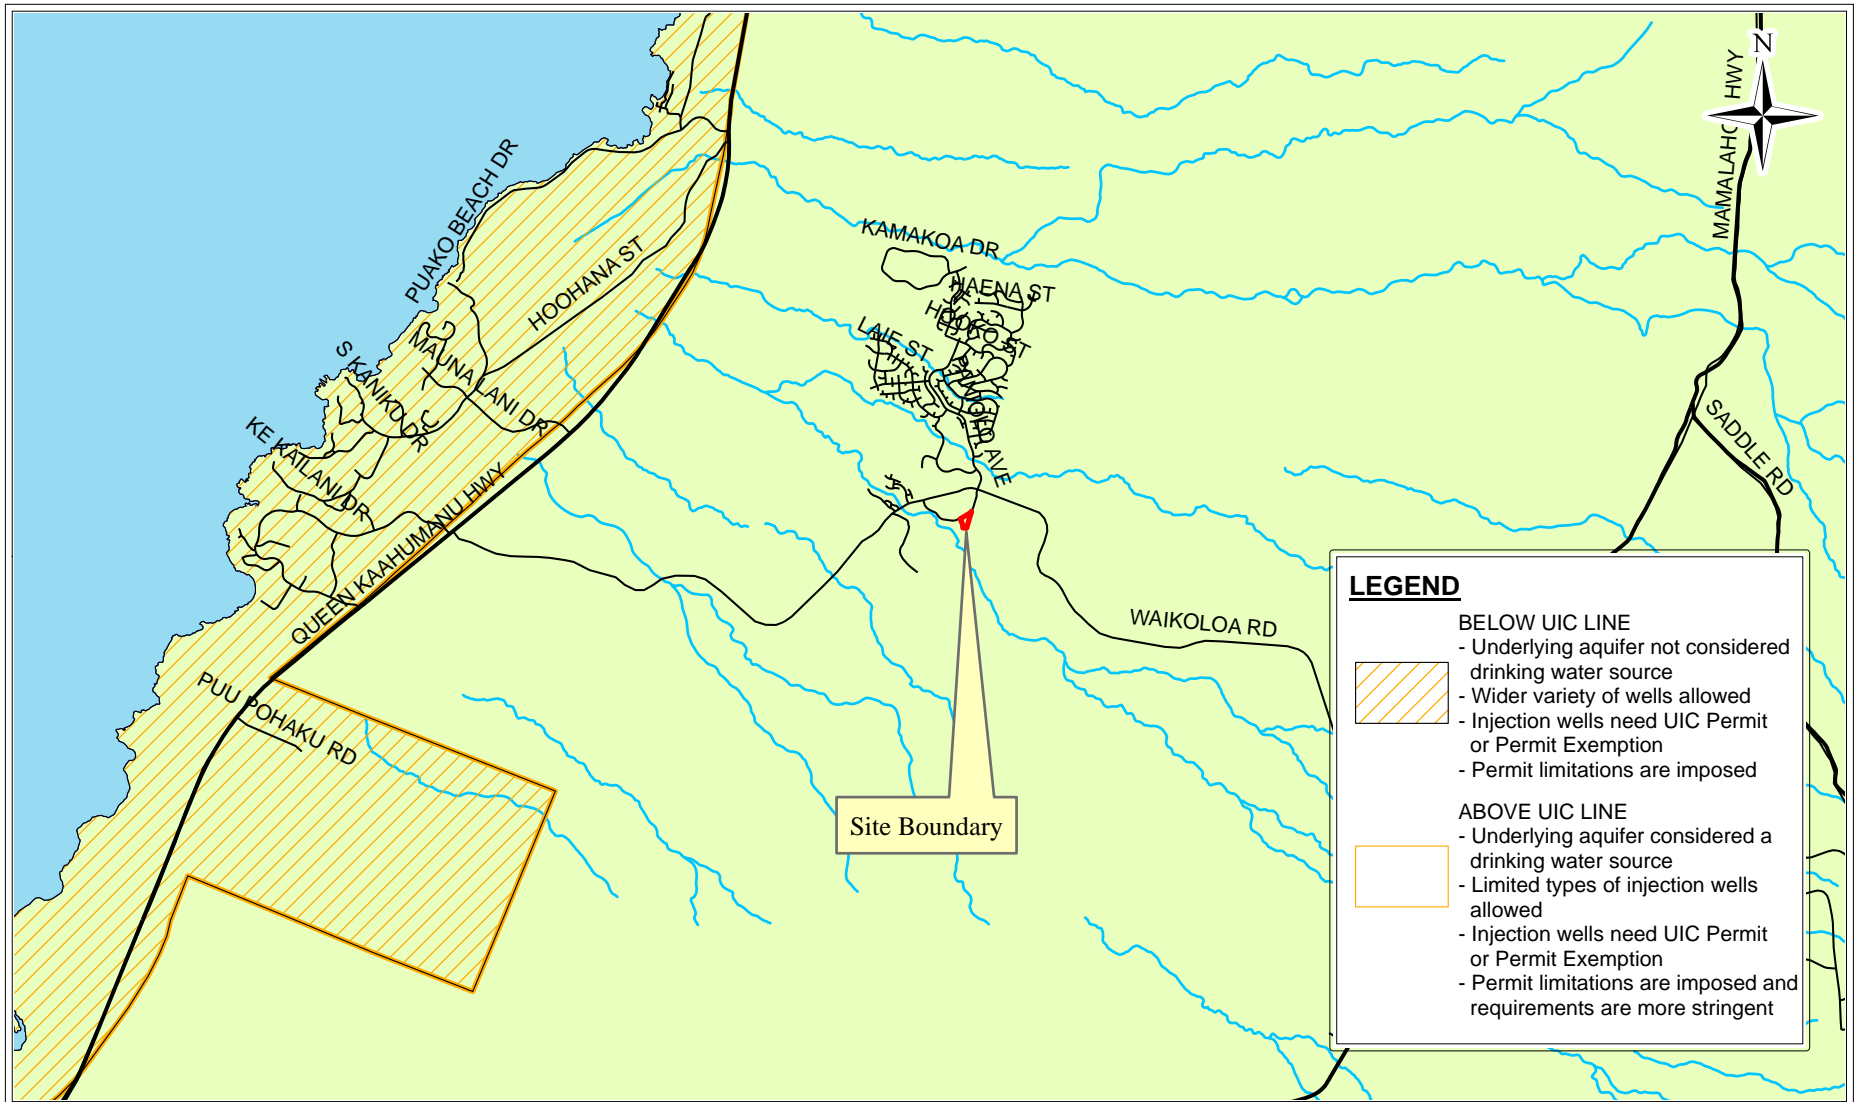 N
MAMALAHO HWY
PUAKO BEACH DR
HOOHANA ST
KAMAKOA DR
HAENA ST
HOOKO ST
LAIE ST
AVE
S KANIKU DR
MAUNA LANI DR
KE KAILANI DR
QUEEN KAAHUMANU HWY
SADDLE RD
WAIKOLOA RD
PUU POHAKU RD
Site Boundary
LEGEND
BELOW UIC LINE
- Underlying aquifer not considered
drinking water source
- Wider variety of wells allowed
- Injection wells need UIC Permit
or Permit Exemption
- Permit limitations are imposed
ABOVE UIC LINE
- Underlying aquifer considered a
drinking water source
- Limited types of injection wells
allowed
- Injection wells need UIC Permit
or Permit Exemption
- Permit limitations are imposed and
requirements are more stringent